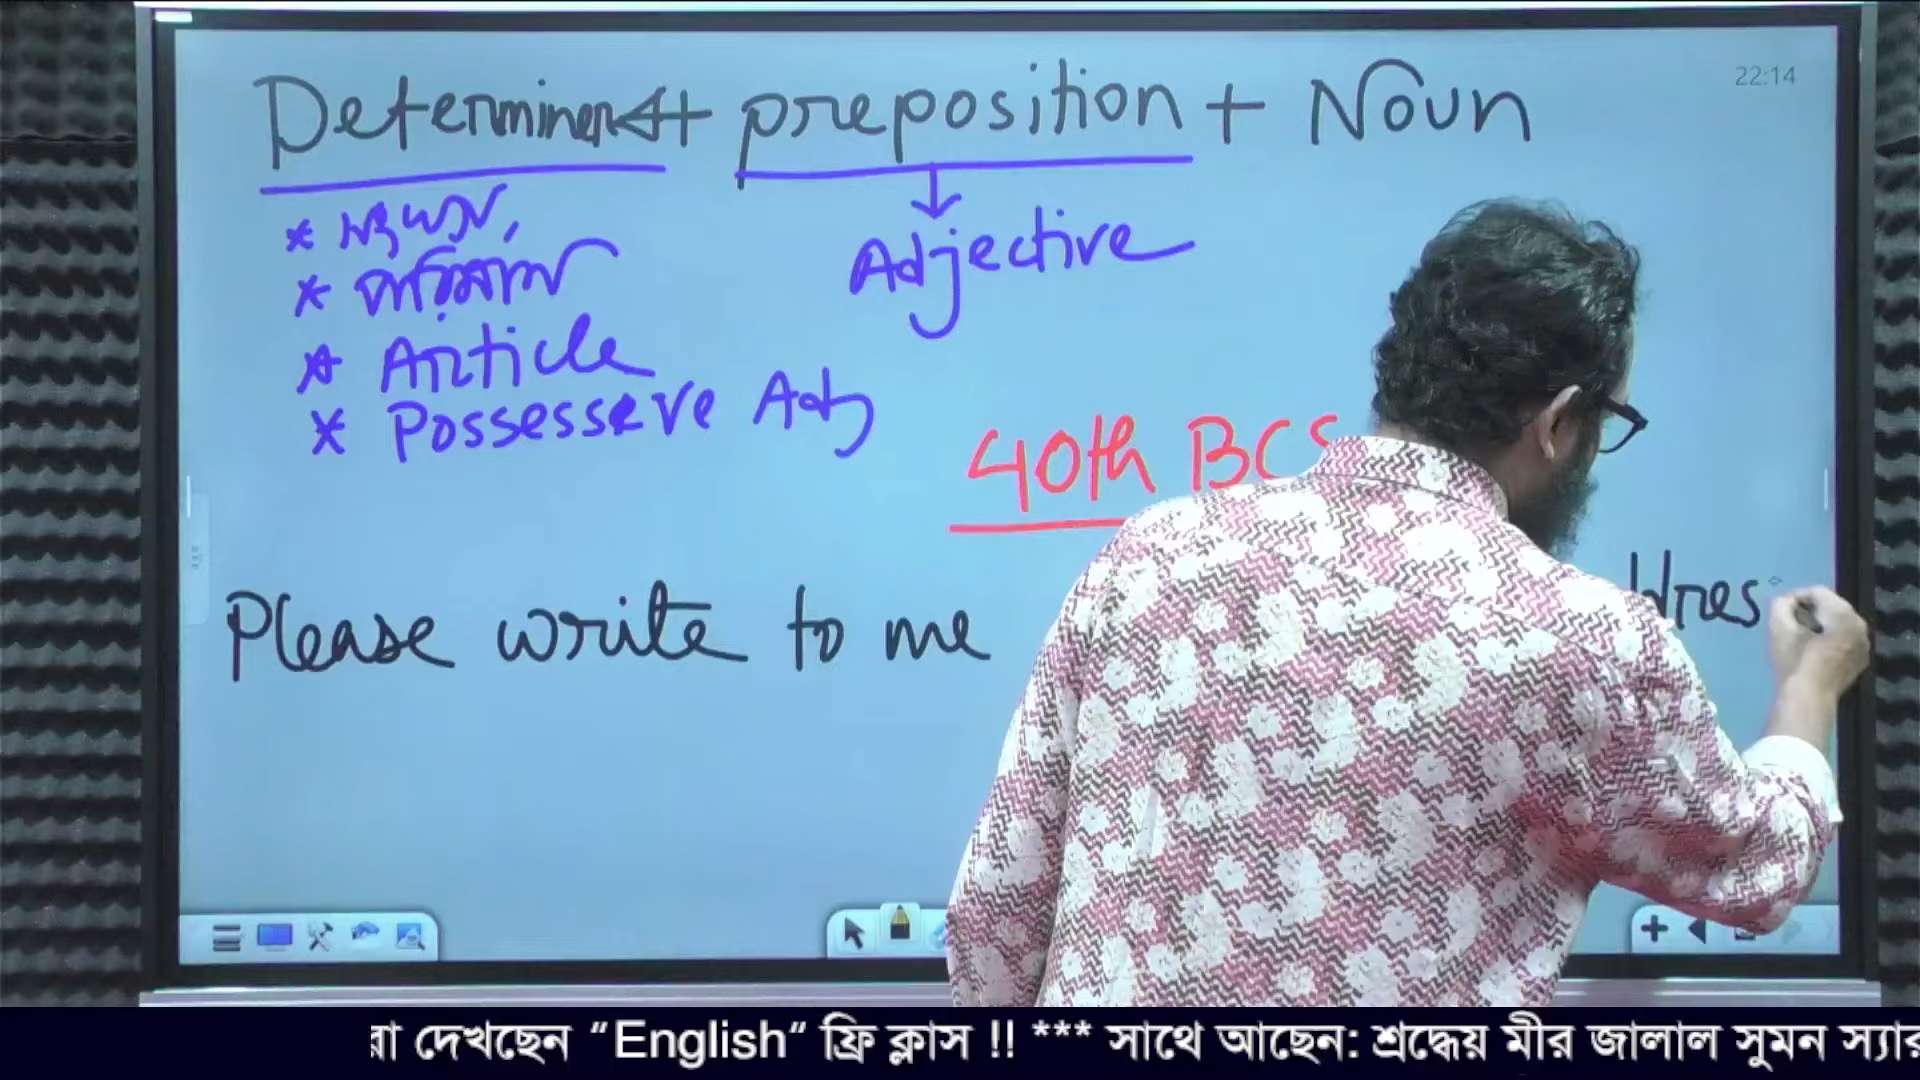 22:14
Determiner + preposition + Noun
* পরিমাণ
Adjective
* Article
* Possessive Adj
40th BCS
Please write to me dres
রা দেখছেন “English“ ফ্রি ক্লাস !! *** সাথে আছেন: শ্রদ্ধেয় মীর জালাল সুমন স্যার